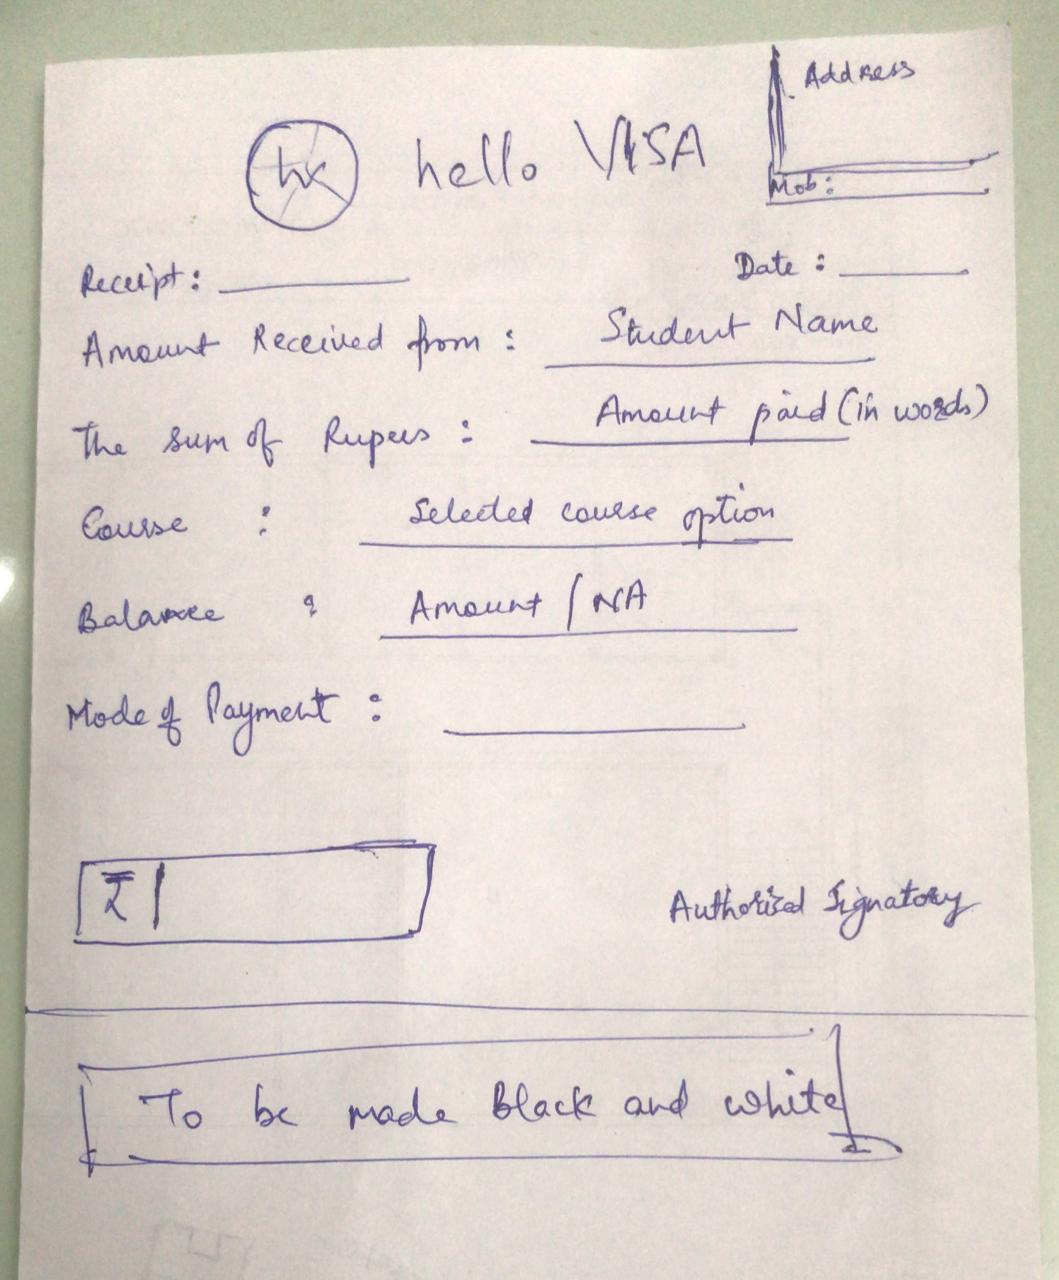 Address
hk hello VISA
Mob:
Receipt: Date:
Amount Received from: Student Name
The Sum of Rupees: Amount paid (in words)
Course: Selected course option
Balance: Amount / NA
Mode of Payment:
₹
Authorised Signatory
To be made Black and white